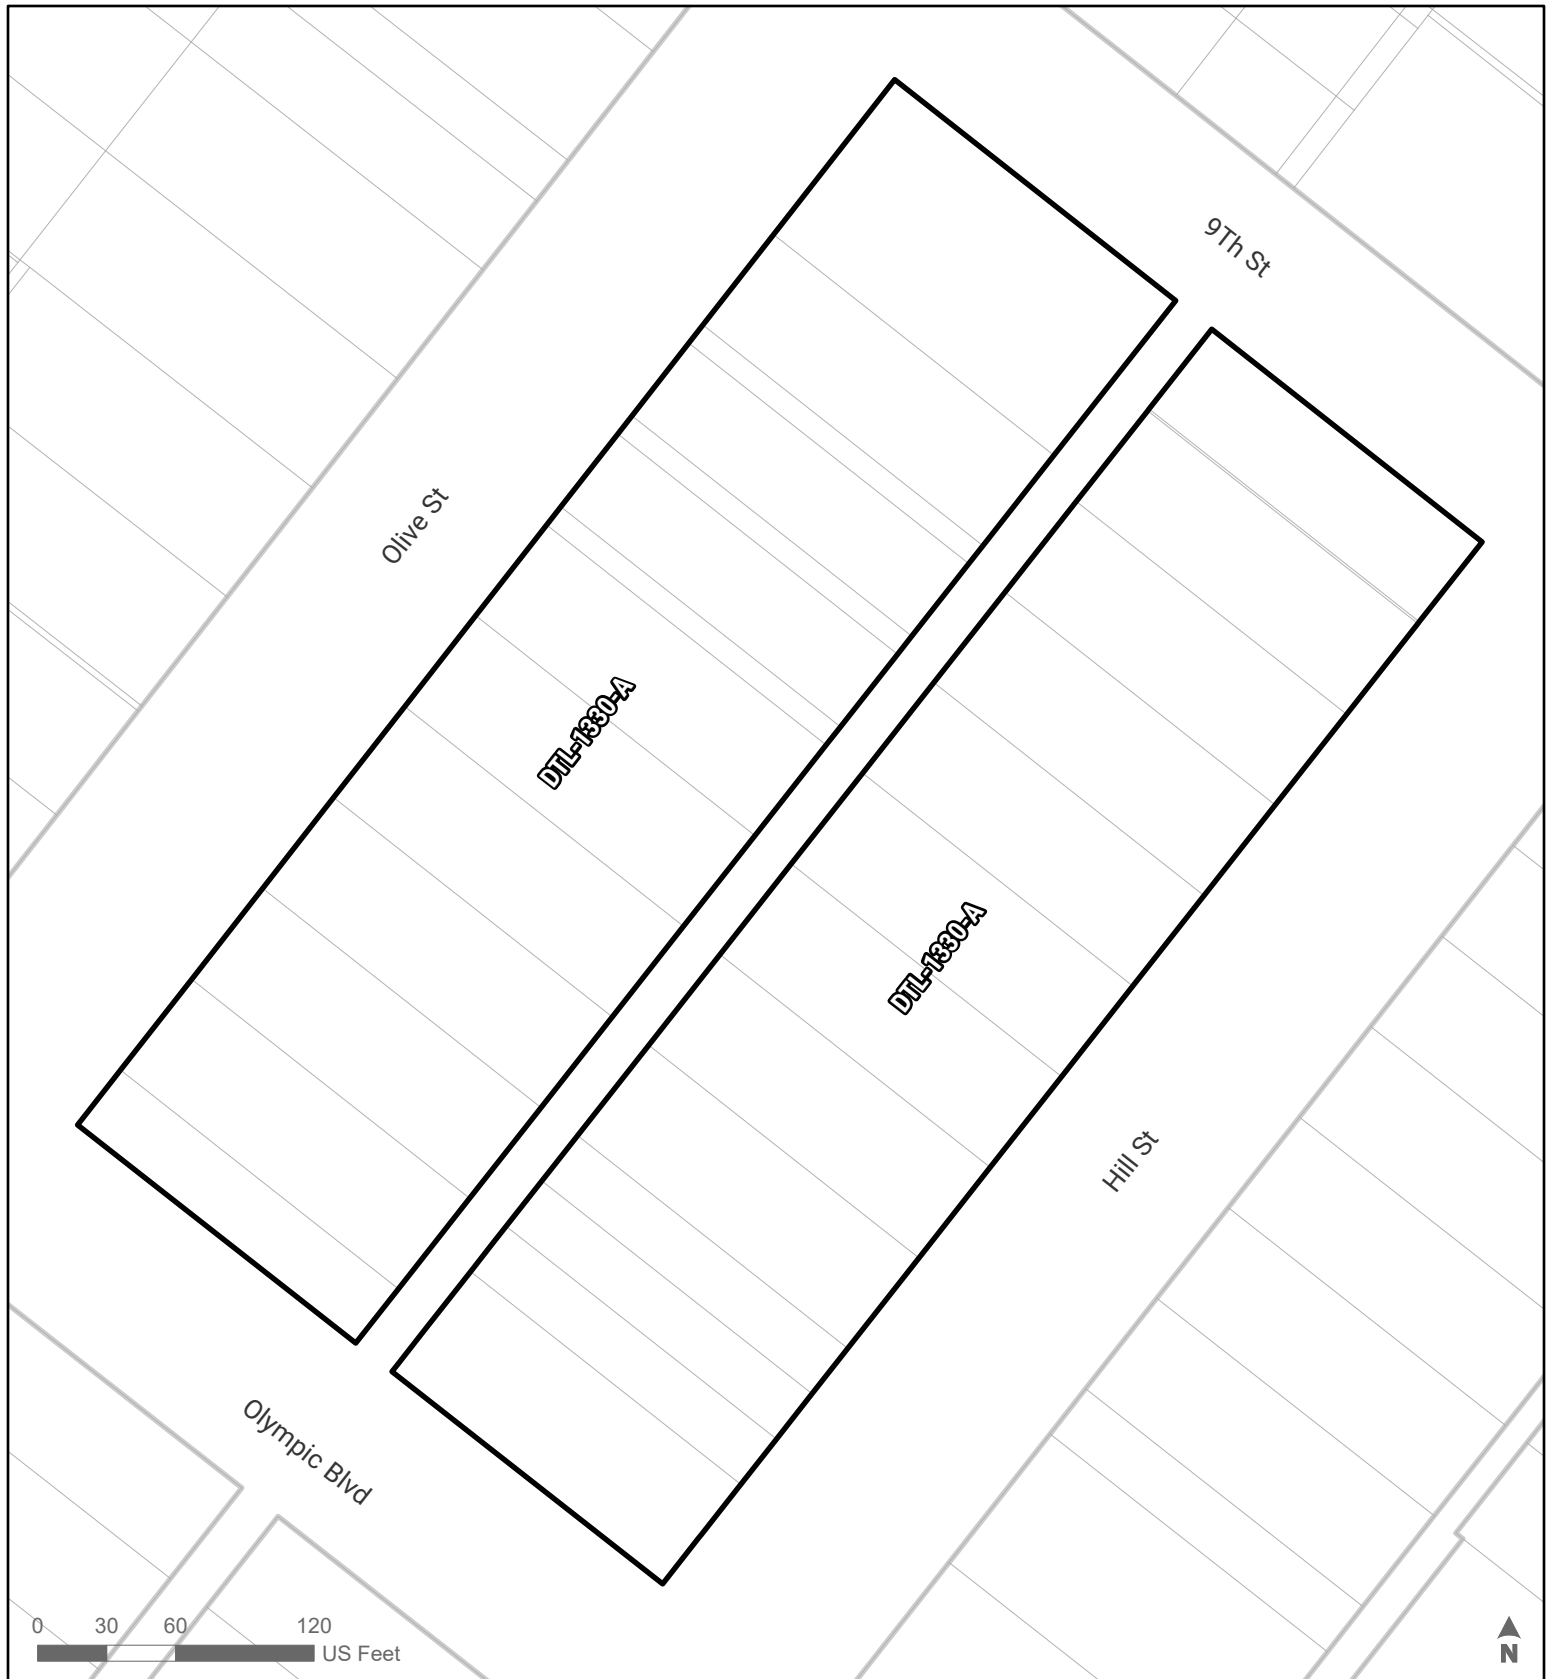 9Th St
Olive St
DTL-1330-A
DTL-1330-A
Hill St
Olympic Blvd
0 30 60 120
US Feet
N